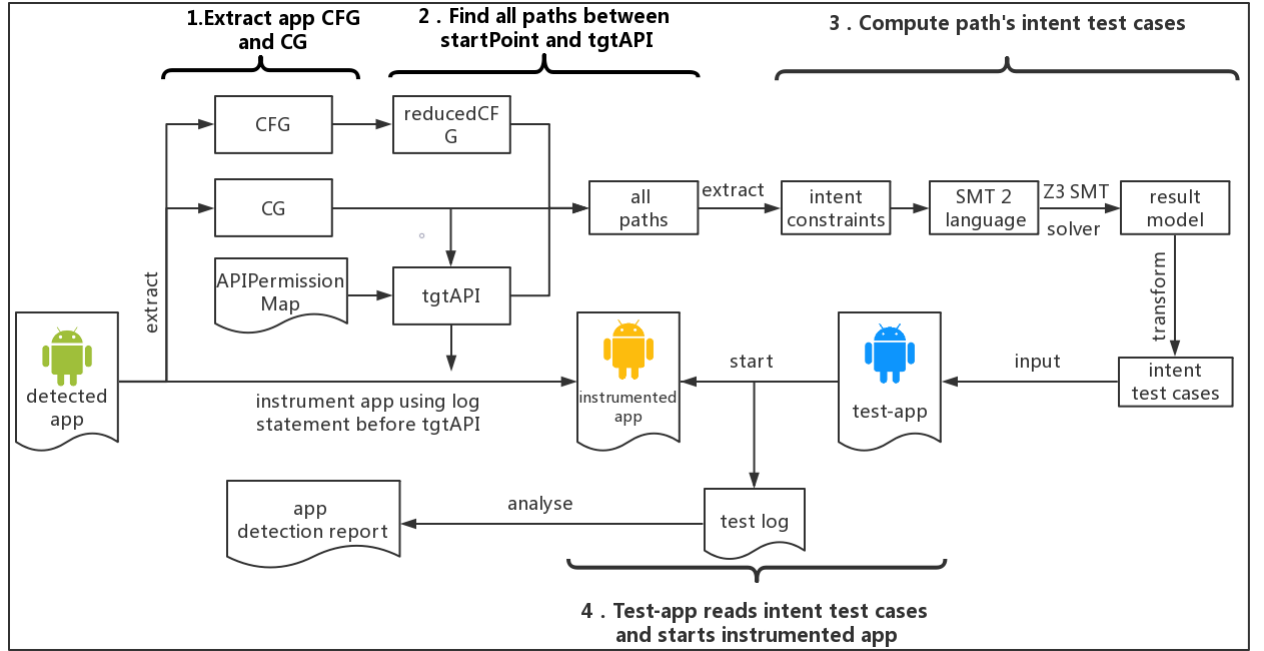 1.Extract app CFG
and CG
2 . Find all paths between
startPoint and tgtAPI
3 . Compute path's intent test cases
CFG
reducedCF
G
CG
all
paths
extract
intent
constraints
SMT 2
language
Z3 SMT
solver
result
model
extract
APIPermission
Map
tgtAPI
transform
detected
app
instrument app using log
statement before tgtAPI
instrumented
app
start
test-app
input
intent
test cases
app
detection report
analyse
test log
4 . Test-app reads intent test cases
and starts instrumented app